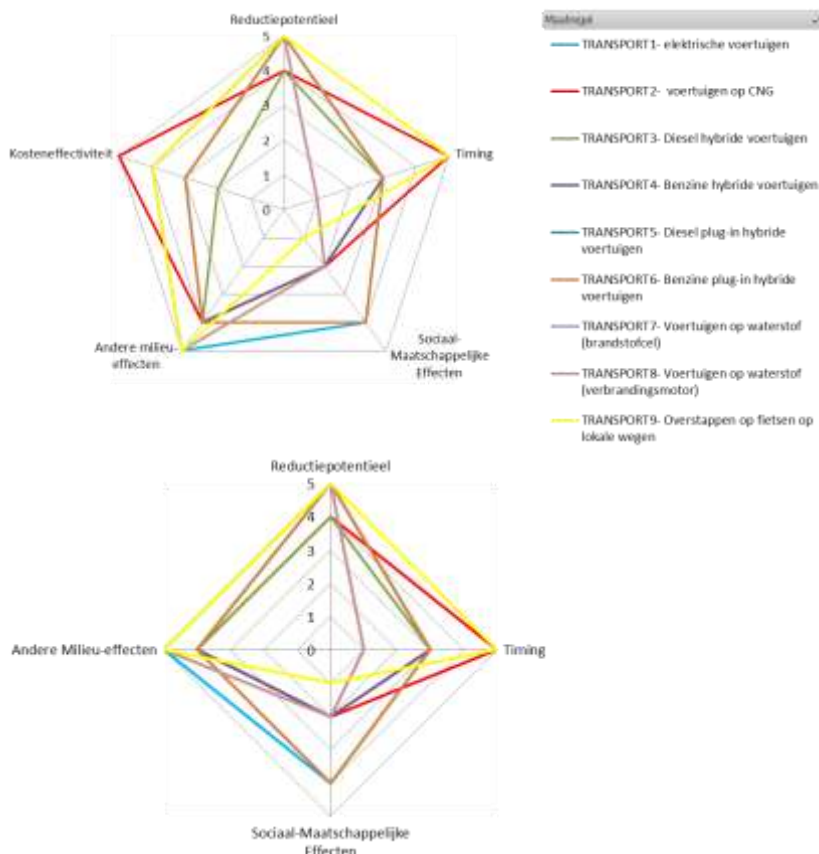 Reductiepotentieel
5
4
3
2
1
0
Kosteneffectiviteit
Timing
Andere milieu-
effecten
Sociaal-
Maatschappelijke
Effecten
Maatregel
TRANSPORT1- elektrische voertuigen
TRANSPORT2- voertuigen op CNG
TRANSPORT3- Diesel hybride voertuigen
TRANSPORT4- Benzine hybride voertuigen
TRANSPORT5- Diesel plug-in hybride
voertuigen
TRANSPORT6- Benzine plug-in hybride
voertuigen
TRANSPORT7- Voertuigen op waterstof
(brandstofcel)
TRANSPORT8- Voertuigen op waterstof
(verbrandingsmotor)
TRANSPORT9- Overstappen op fietsen op
lokale wegen
Reductiepotentieel
5
4
3
2
1
0
Andere Milieu-effecten
Timing
Sociaal-Maatschappelijke
Effecten